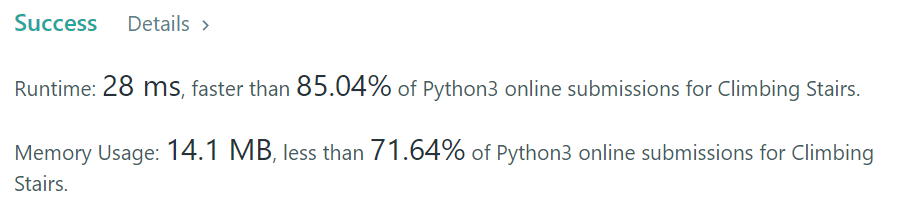 Success Details >
Runtime: 28 ms, faster than 85.04% of Python3 online submissions for Climbing Stairs.
Memory Usage: 14.1 MB, less than 71.64% of Python3 online submissions for Climbing
Stairs.